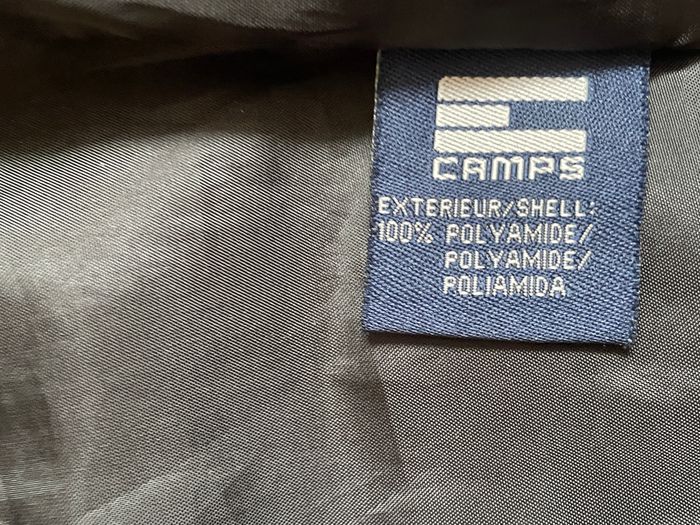 CAMPS
EXTERIEUR/SHELL:
100% POLYAMIDE/
POLYAMIDE/
POLIAMIDA